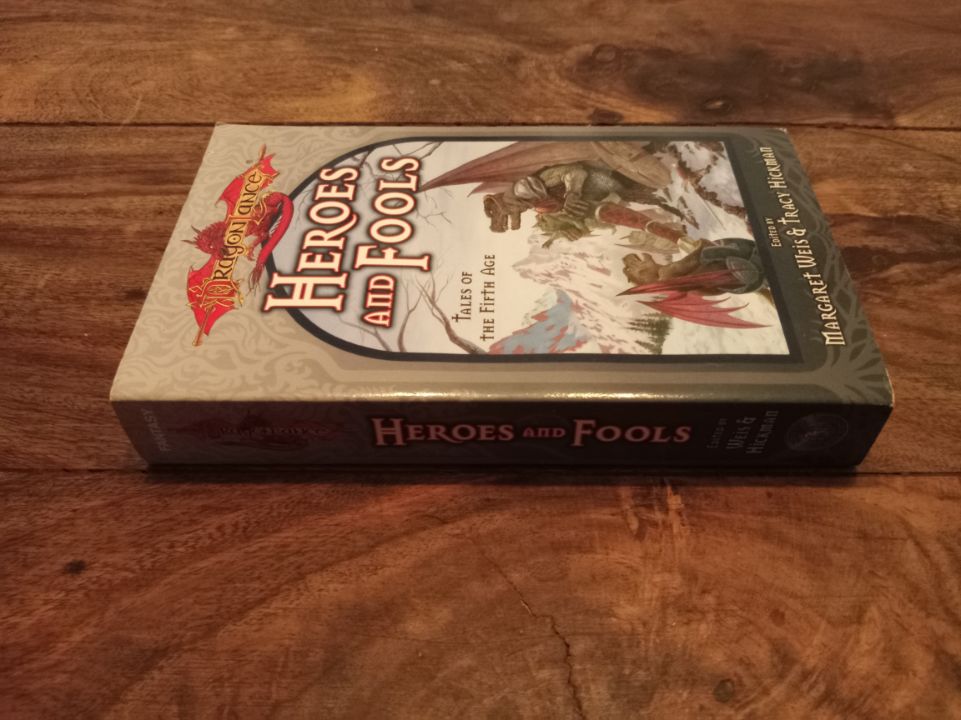 DragonLance
®
HEROES
AND FOOLS
TALES OF
THE FIFTH AGE
EDITED BY
MARGARET WEIS & TRACY HICKMAN
FANTASY
DragonLance
HEROES AND FOOLS
EDITED BY
WEIS &
HICKMAN